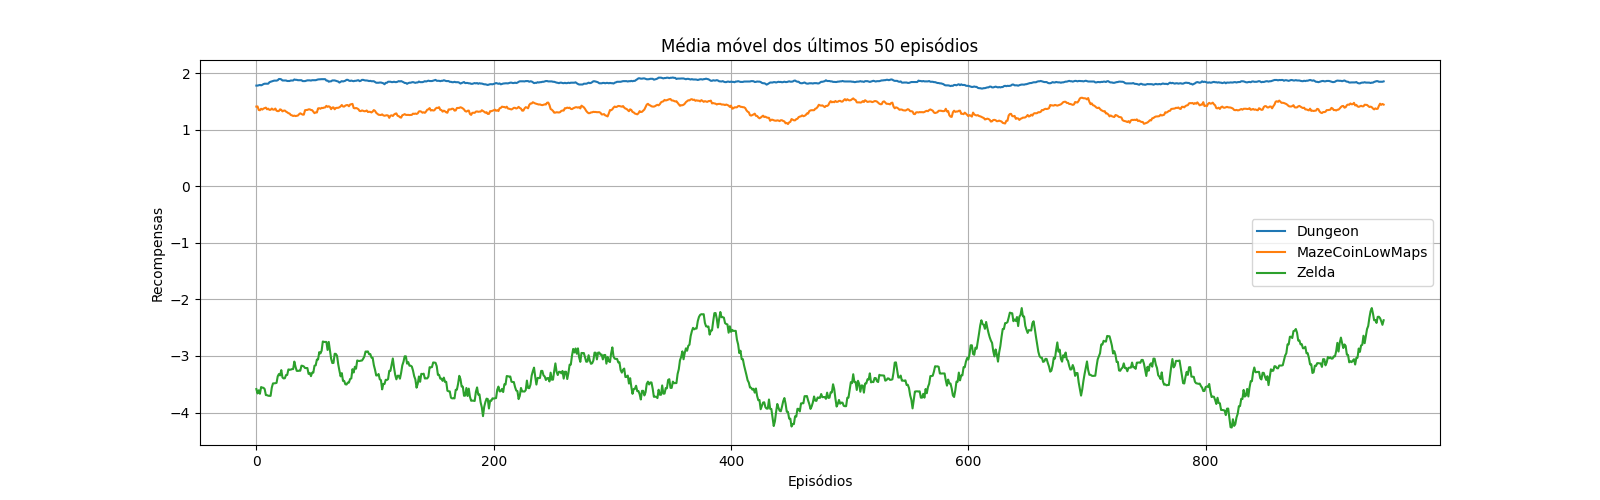 Média móvel dos últimos 50 episódios
Recompensas
2
1
0
−1
−2
−3
−4
Dungeon
MazeCoinLowMaps
Zelda
0
200
400
600
800
Episódios